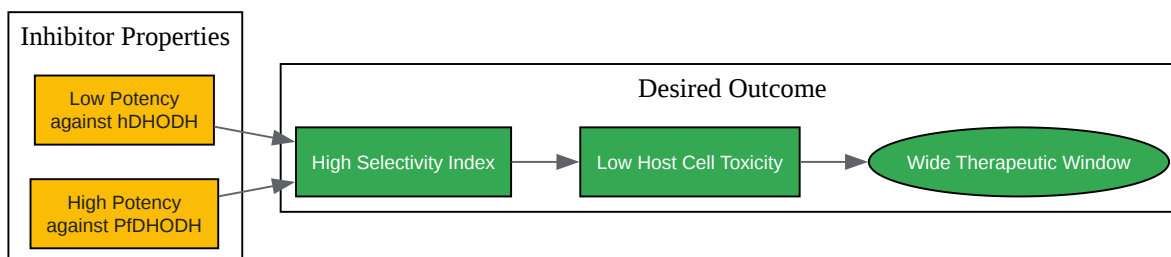 Inhibitor Properties
Low Potency
against hDHODH
High Potency
against PfDHODH
Desired Outcome
High Selectivity Index
Low Host Cell Toxicity
Wide Therapeutic Window